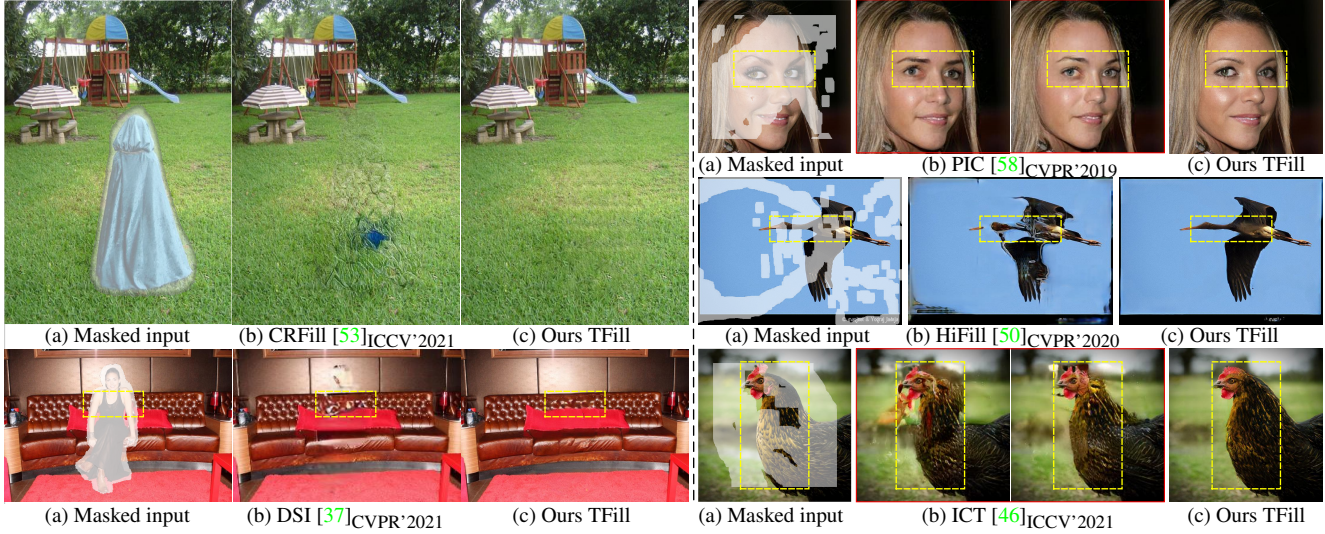 (a) Masked input
(b) CRFill [53]ICCV'2021
(c) Ours TFill
(a) Masked input
(b) DSI [37]CVPR'2021
(c) Ours TFill
(a) Masked input
(b) PIC [58]CVPR'2019
(c) Ours TFill
(a) Masked input
(b) HiFill [50]CVPR'2020
(c) Ours TFill
(a) Masked input
(b) ICT [46]ICCV'2021
(c) Ours TFill